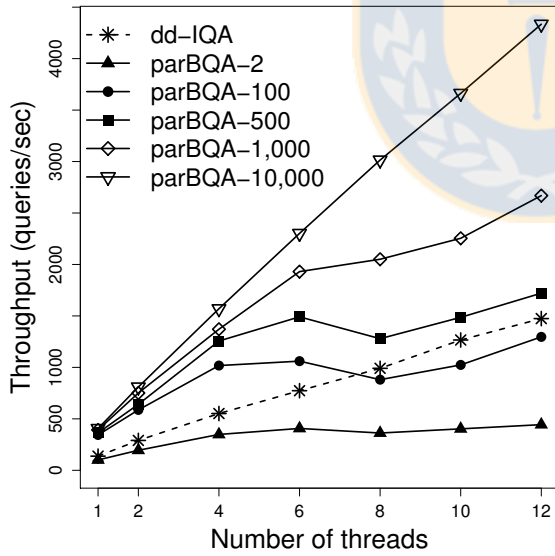 dd−IQA
parBQA−2
parBQA−100
parBQA−500
parBQA−1,000
parBQA−10,000
Throughput (queries/sec)
4000
3000
2000
1000
500
0
1 2 4 6 8 10 12
Number of threads